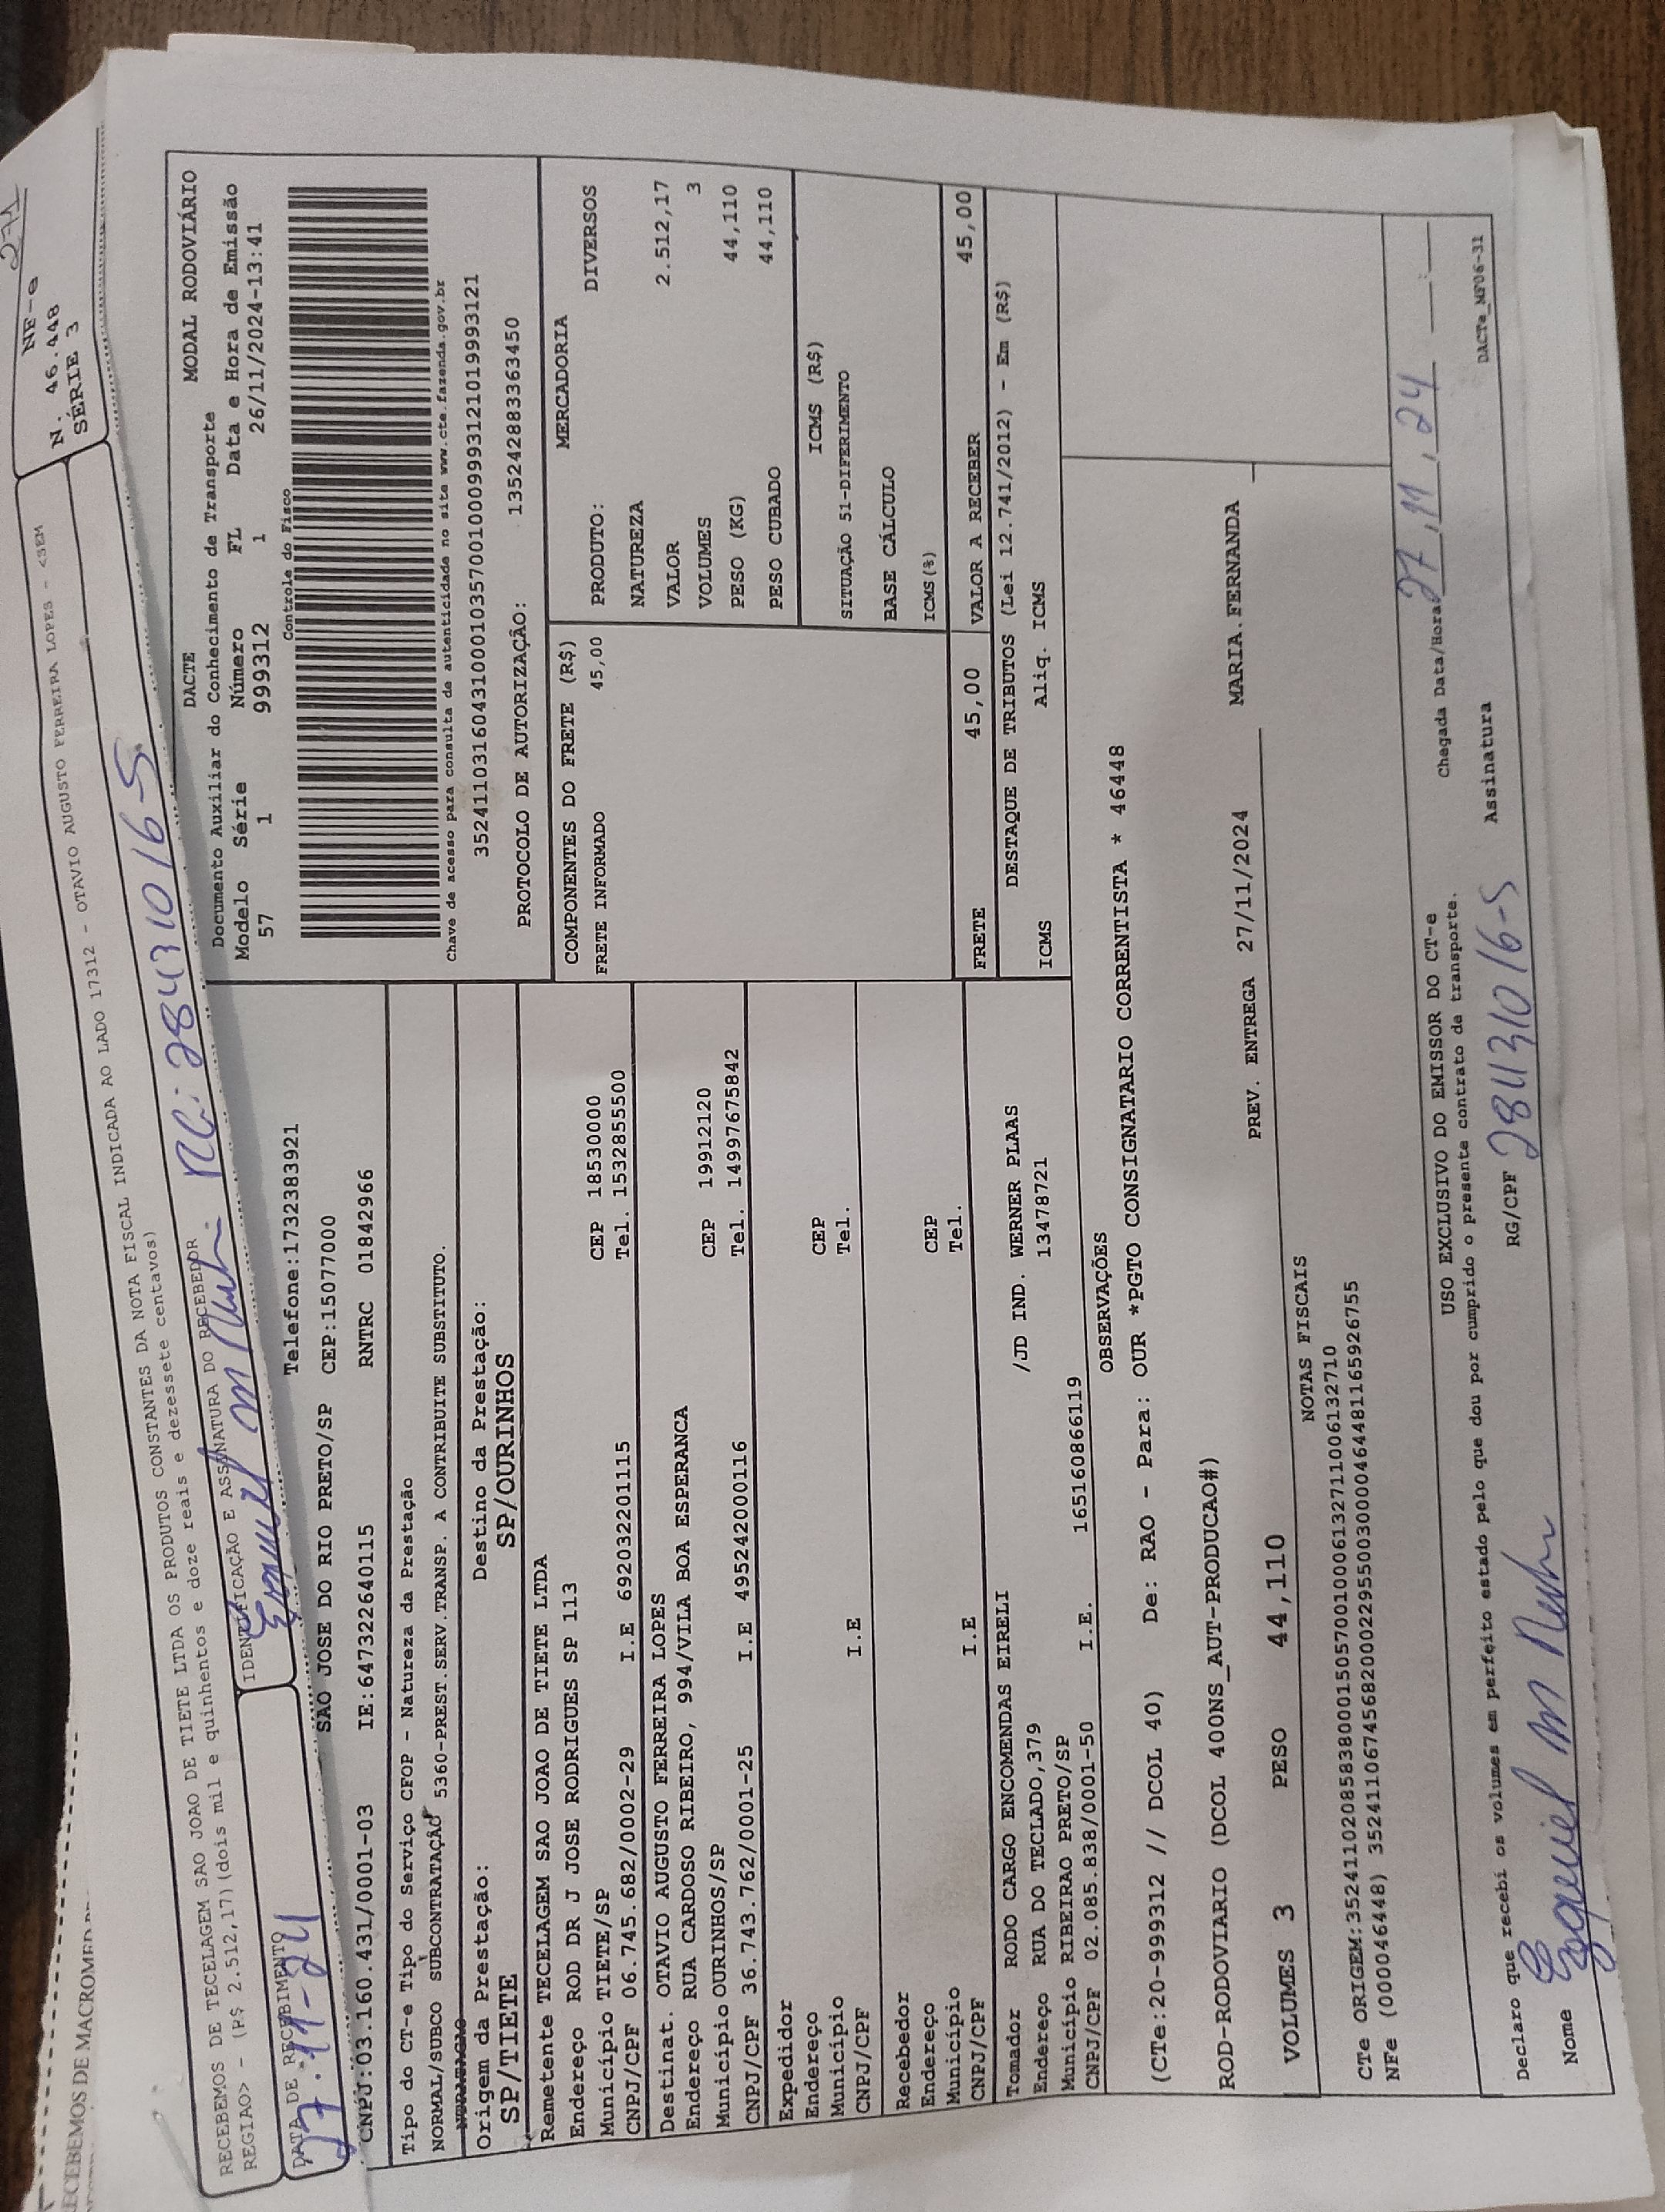 271
NF-e
N. 46.448
SÉRIE 3
RECEBEMOS DE TECELAGEM SAO JOAO DE TIETE LTDA OS PRODUTOS CONSTANTES DA NOTA FISCAL INDICADA AO LADO 17312 - OTAVIO AUGUSTO FERREIRA LOPES - <SEM
REGIAO> - (R$ 2.512,17)(dois mil e quinhentos e doze reais e dezessete centavos)
DATA DE RECEBIMENTO
27-11-24
IDENTIFICAÇÃO E ASSINATURA DO RECEBEDOR
RG: 28431016-5
RECEBEMOS DE MACROMED
Telefone:1732383921
SAO JOSE DO RIO PRETO/SP CEP:15077000
CNPJ:03.160.431/0001-03 IE:647322640115 RNTRC 01842966
DACTE MODAL RODOVIÁRIO
Documento Auxiliar do Conhecimento de Transporte
Modelo Série Número FL Data e Hora de Emissão
57 1 999312 1 26/11/2024-13:41
Controle do Fisco
Chave de acesso para consulta de autenticidade no site www.cte.fazenda.gov.br
35241103160431000103570010009993121019993121
PROTOCOLO DE AUTORIZAÇÃO: 135242883363450
Tipo do CT-e Tipo do Serviço CFOP - Natureza da Prestação
NORMAL/SUBCO SUBCONTRATAÇÃO 5360-PREST.SERV.TRANSP. A CONTRIBUITE SUBSTITUTO.
Origem da Prestação: Destino da Prestação:
SP/TIETE SP/OURINHOS
Remetente TECELAGEM SAO JOAO DE TIETE LTDA
Endereço ROD DR J JOSE RODRIGUES SP 113 CEP 18530000
Município TIETE/SP Tel. 1532855500
CNPJ/CPF 06.745.682/0002-29 I.E 692032201115
Destinat. OTAVIO AUGUSTO FERREIRA LOPES
Endereço RUA CARDOSO RIBEIRO, 994/VILA BOA ESPERANCA CEP 19912120
Município OURINHOS/SP Tel. 14997675842
CNPJ/CPF 36.743.762/0001-25 I.E 495242000116
Expedidor
Endereço CEP
Município Tel.
CNPJ/CPF I.E
Recebedor
Endereço CEP
Município Tel.
CNPJ/CPF I.E
Tomador RODO CARGO ENCOMENDAS EIRELI
Endereço RUA DO TECLADO,379 /JD IND. WERNER PLAAS
Município RIBEIRAO PRETO/SP 13478721
CNPJ/CPF 02.085.838/0001-50 I.E. 165160866119
COMPONENTES DO FRETE (R$)
FRETE INFORMADO 45,00
MERCADORIA
PRODUTO: DIVERSOS
NATUREZA
VALOR 2.512,17
VOLUMES 3
PESO (KG) 44,110
PESO CUBADO 44,110
ICMS (R$)
SITUAÇÃO 51-DIFERIMENTO
BASE CÁLCULO
ICMS(%)
FRETE 45,00 VALOR A RECEBER 45,00
DESTAQUE DE TRIBUTOS (Lei 12.741/2012) - Em (R$)
ICMS Aliq. ICMS
OBSERVAÇÕES
(CTe:20-999312 // DCOL 40) De: RAO - Para: OUR *PGTO CONSIGNATARIO CORRENTISTA * 46448
ROD-RODOVIARIO (DCOL 400NS_AUT-PRODUCAO#)
PREV. ENTREGA 27/11/2024 MARIA.FERNANDA
VOLUMES 3 PESO 44,110
NOTAS FISCAIS
CTe ORIGEM:35241102085838000150570010006132711006132710
NFe (000046448) 35241106745682000229550030000464481165926755
USO EXCLUSIVO DO EMISSOR DO CT-e
Declaro que recebi os volumes em perfeito estado pelo que dou por cumprido o presente contrato de transporte.
Chegada Data/Hora 27,11,24
Nome Ezequiel M
RG/CPF 28431016-5 Assinatura
DACTe_MF06-31